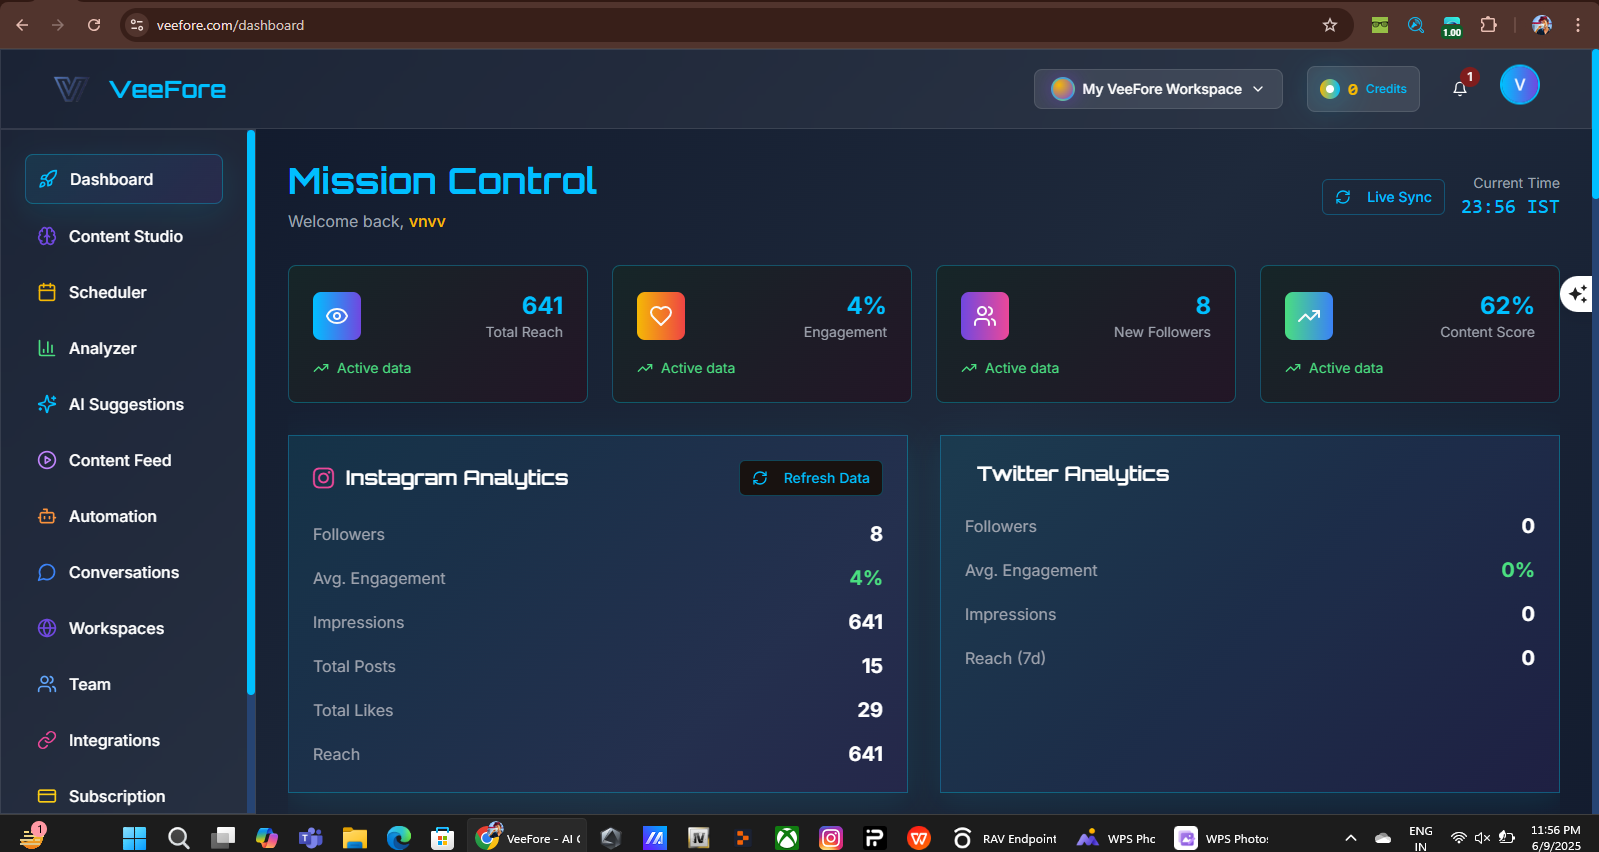 veefore.com/dashboard
1.00
VeeFore
My VeeFore Workspace
0 Credits
1
V
Dashboard
Content Studio
Scheduler
Analyzer
AI Suggestions
Content Feed
Automation
Conversations
Workspaces
Team
Integrations
Subscription
Mission Control
Welcome back, vnvv
Live Sync
Current Time
23:56 IST
641
Total Reach
Active data
4%
Engagement
Active data
8
New Followers
Active data
62%
Content Score
Active data
Instagram Analytics
Refresh Data
Followers 8
Avg. Engagement 4%
Impressions 641
Total Posts 15
Total Likes 29
Reach 641
Twitter Analytics
Followers 0
Avg. Engagement 0%
Impressions 0
Reach (7d) 0
1
VeeFore - AI C
RAV Endpoint
WPS Pho
WPS Photos
ENG
IN
11:56 PM
6/9/2025